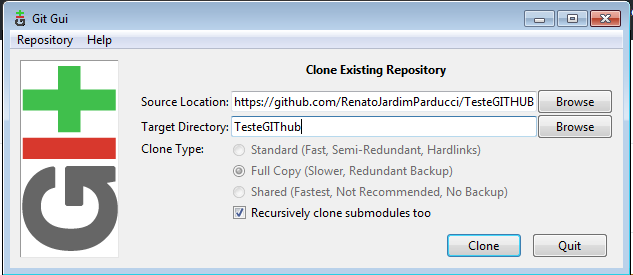 Git Gui
Repository Help
Clone Existing Repository
Source Location: https://github.com/RenatoJardimParducci/TesteGITHUB Browse
Target Directory: TesteGIThub Browse
Clone Type: Standard (Fast, Semi-Redundant, Hardlinks)
Full Copy (Slower, Redundant Backup)
Shared (Fastest, Not Recommended, No Backup)
Recursively clone submodules too
Clone Quit